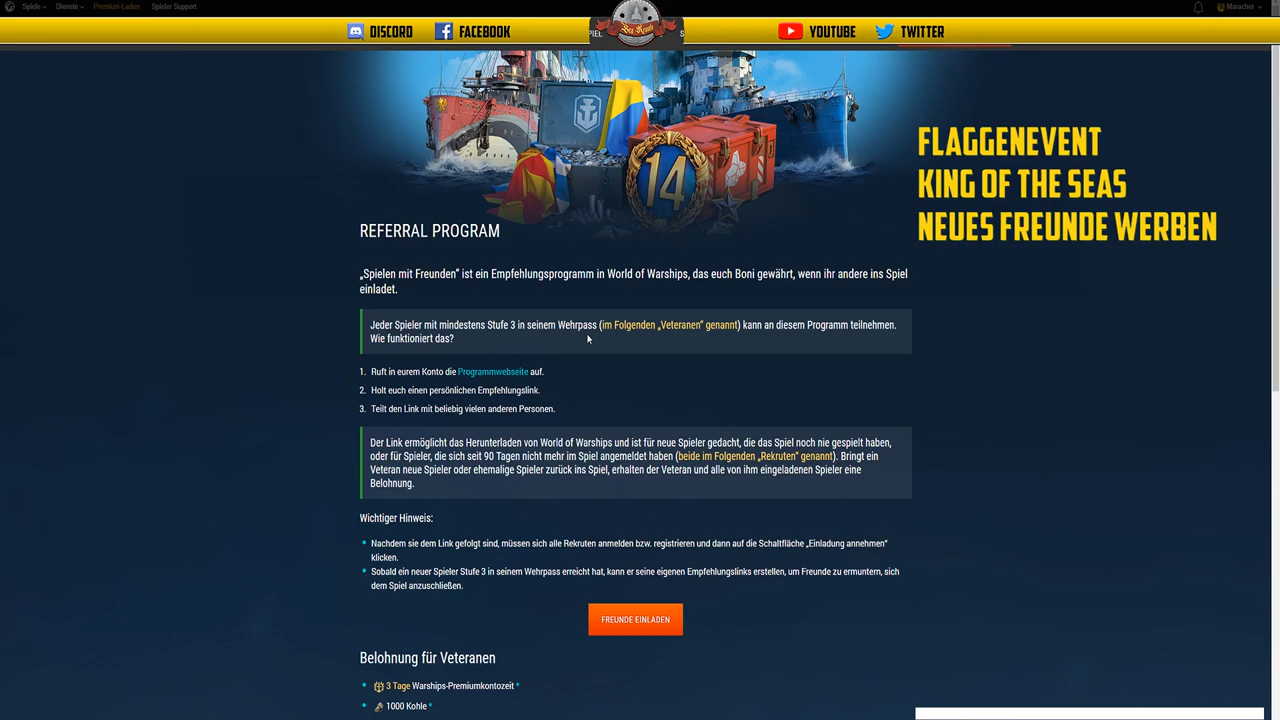 Spiele
Dienste
Premium-Laden
Spieler Support
Maracher
DISCORD
FACEBOOK
PIEL
Sea Rents
S
YOUTUBE
TWITTER
14
FLAGGENEVENT
KING OF THE SEAS
NEUES FREUNDE WERBEN
REFERRAL PROGRAM
„Spielen mit Freunden" ist ein Empfehlungsprogramm in World of Warships, das euch Boni gewährt, wenn ihr andere ins Spiel
einladet.
Jeder Spieler mit mindestens Stufe 3 in seinem Wehrpass (im Folgenden „Veteranen" genannt) kann an diesem Programm teilnehmen.
Wie funktioniert das?
1. Ruft in eurem Konto die Programmwebseite auf.
2. Holt euch einen persönlichen Empfehlungslink.
3. Teilt den Link mit beliebig vielen anderen Personen.
Der Link ermöglicht das Herunterladen von World of Warships und ist für neue Spieler gedacht, die das Spiel noch nie gespielt haben,
oder für Spieler, die sich seit 90 Tagen nicht mehr im Spiel angemeldet haben (beide im Folgenden „Rekruten" genannt). Bringt ein
Veteran neue Spieler oder ehemalige Spieler zurück ins Spiel, erhalten der Veteran und alle von ihm eingeladenen Spieler eine
Belohnung.
Wichtiger Hinweis:
• Nachdem sie dem Link gefolgt sind, müssen sich alle Rekruten anmelden bzw. registrieren und dann auf die Schaltfläche „Einladung annehmen"
klicken.
• Sobald ein neuer Spieler Stufe 3 in seinem Wehrpass erreicht hat, kann er seine eigenen Empfehlungslinks erstellen, um Freunde zu ermuntern, sich
dem Spiel anzuschließen.
FREUNDE EINLADEN
Belohnung für Veteranen
• 3 Tage Warships-Premiumkontozeit *
• 1000 Kohle *